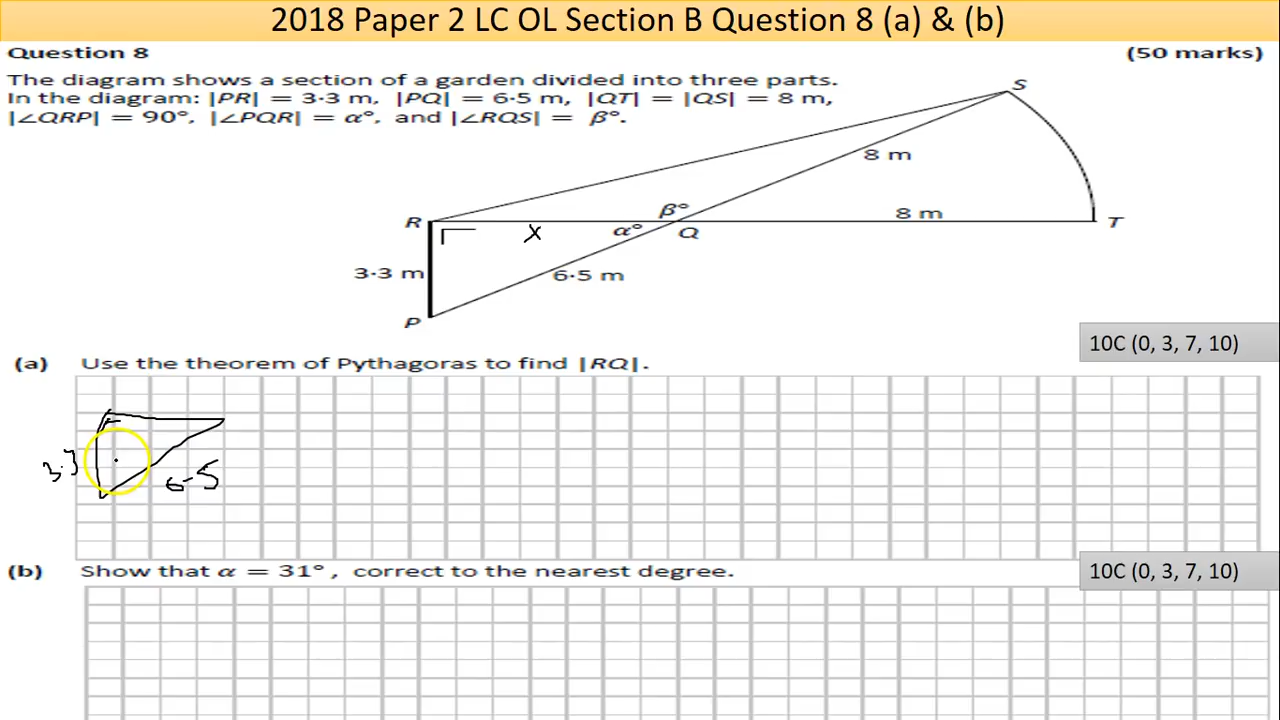 2018 Paper 2 LC OL Section B Question 8 (a) & (b)
Question 8 (50 marks)
The diagram shows a section of a garden divided into three parts.
In the diagram: |PR| = 3·3 m, |PQ| = 6·5 m, |QT| = |QS| = 8 m,
|∠QRP| = 90°, |∠PQR| = α°, and |∠RQS| = β°.
S
8 m
R
β°
8 m
T
X
α°
Q
3·3 m
6·5 m
P
10C (0, 3, 7, 10)
(a) Use the theorem of Pythagoras to find |RQ|.
3.3
6-5
(b) Show that α = 31°, correct to the nearest degree.
10C (0, 3, 7, 10)